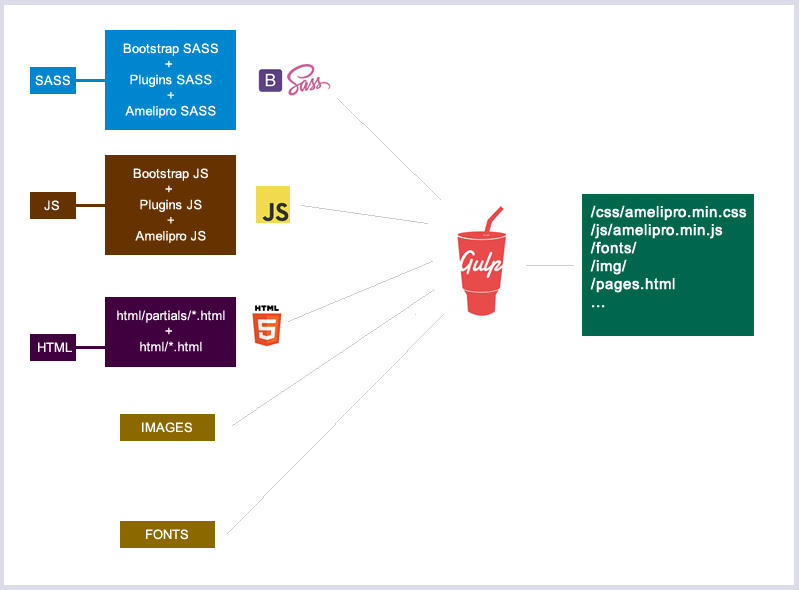 SASS
Bootstrap SASS
+
Plugins SASS
+
Amelipro SASS
B
Sass
JS
Bootstrap JS
+
Plugins JS
+
Amelipro JS
JS
HTML
html/partials/*.html
+
html/*.html
HTML
5
IMAGES
FONTS
Gulp
/css/amelipro.min.css
/js/amelipro.min.js
/fonts/
/img/
/pages.html
...